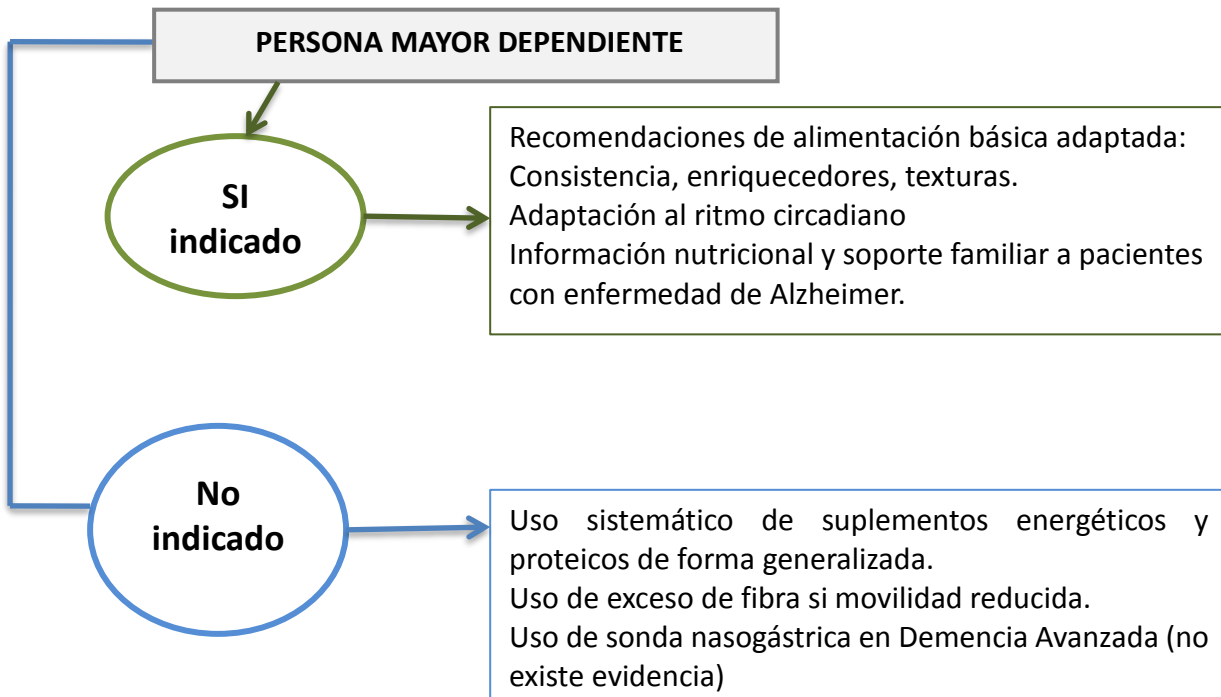 PERSONA MAYOR DEPENDIENTE
SI
indicado
Recomendaciones de alimentación básica adaptada:
Consistencia, enriquecedores, texturas.
Adaptación al ritmo circadiano
Información nutricional y soporte familiar a pacientes
con enfermedad de Alzheimer.
No
indicado
Uso sistemático de suplementos energéticos y
proteicos de forma generalizada.
Uso de exceso de fibra si movilidad reducida.
Uso de sonda nasogástrica en Demencia Avanzada (no
existe evidencia)